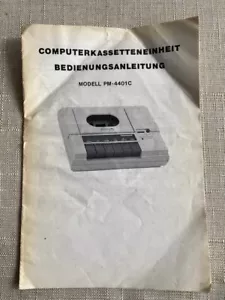 COMPUTERKASSETTENEINHEIT
BEDIENUNGSANLEITUNG
MODELL PM-4401C